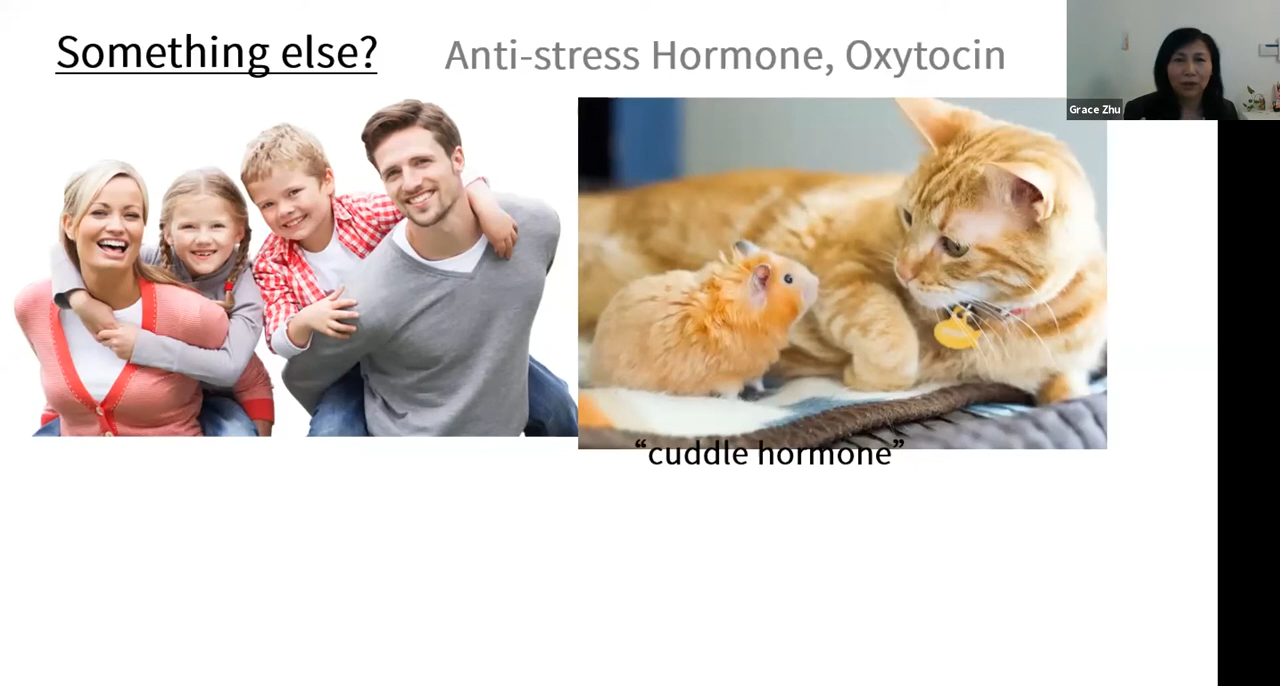 Something else?
Anti-stress Hormone, Oxytocin
Grace Zhu
“cuddle hormone”